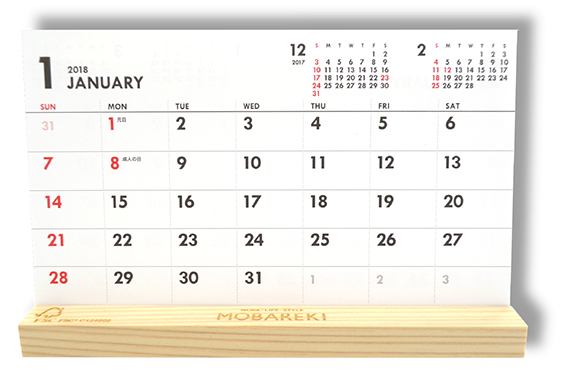 1
2018
JANUARY
12
2017
S M T W T F S
1 2
3 4 5 6 7 8 9
10 11 12 13 14 15 16
17 18 19 20 21 22 23
24 25 26 27 28 29 30
31
2
S M T W T F S
1 2 3
4 5 6 7 8 9 10
11 12 13 14 15 16 17
18 19 20 21 22 23 24
25 26 27 28
SUN MON TUE WED THU FRI SAT
31 1 元日 2 3 4 5 6
7 8 成人の日 9 10 11 12 13
14 15 16 17 18 19 20
21 22 23 24 25 26 27
28 29 30 31 1 2 3
WORK LIFE STYLE
MOBAREKI